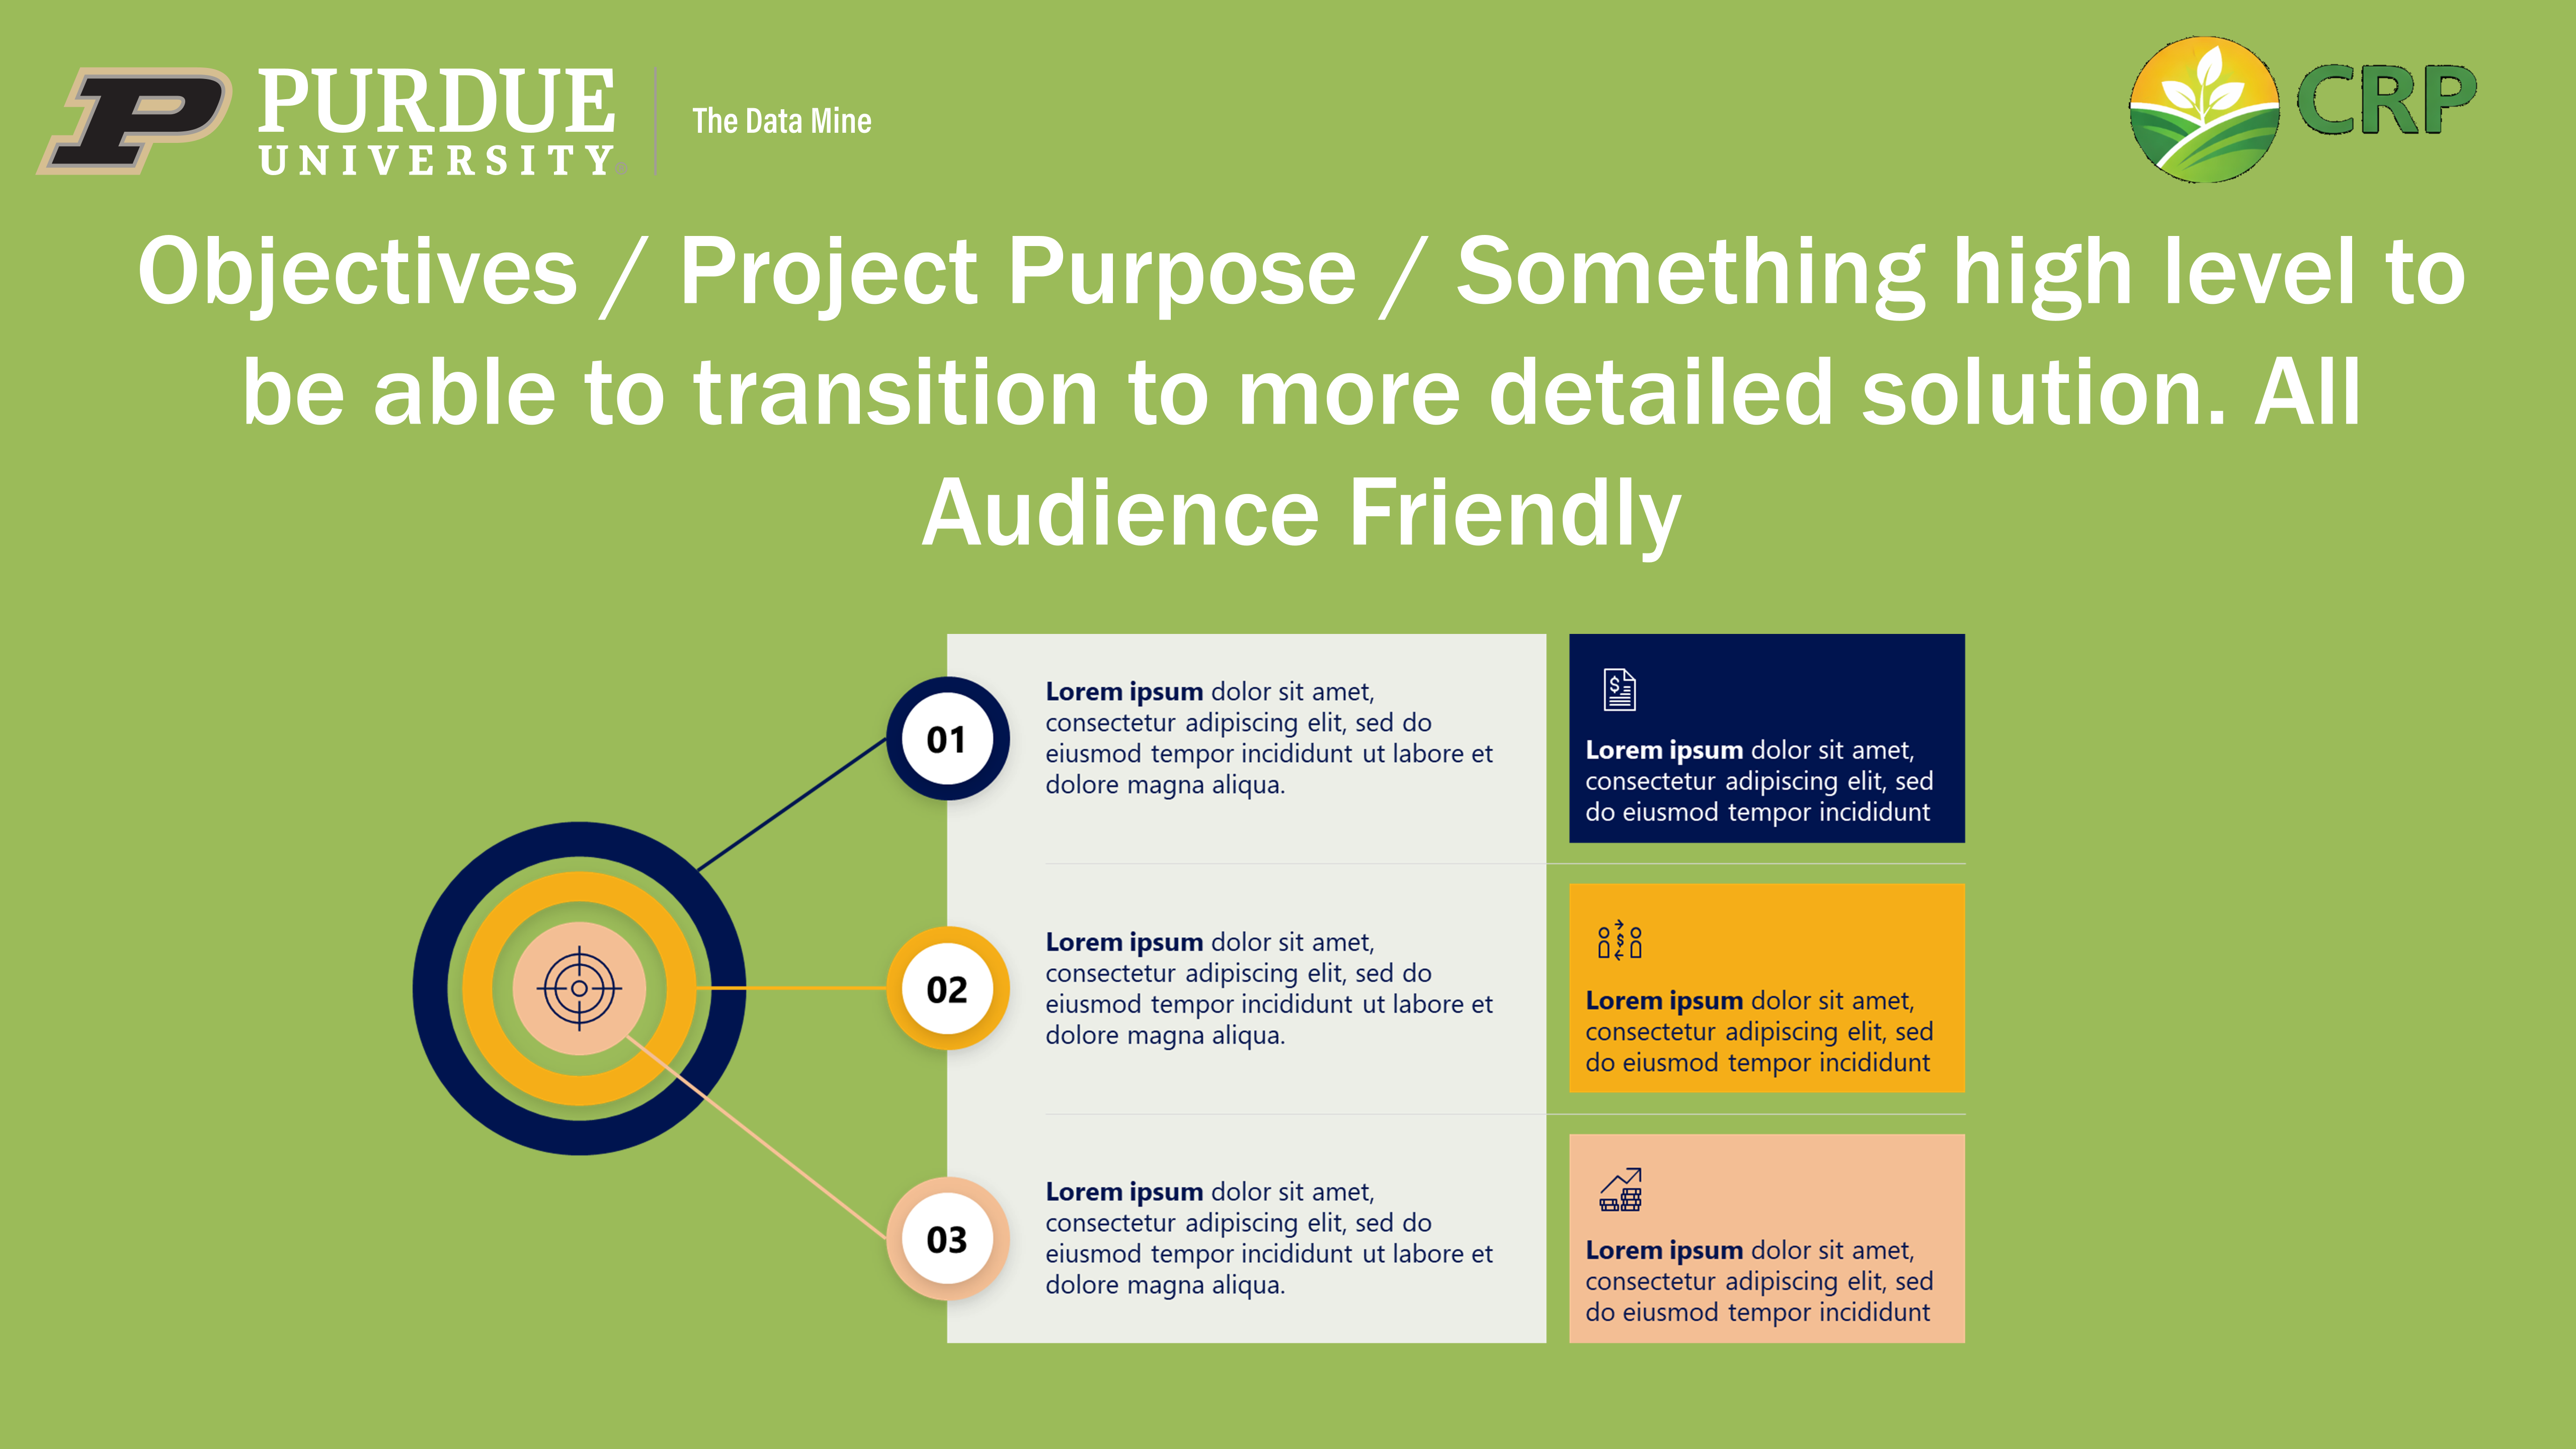 PURDUE
UNIVERSITY®
The Data Mine
CRP
Objectives / Project Purpose / Something high level to
be able to transition to more detailed solution. All
Audience Friendly
01
Lorem ipsum dolor sit amet,
consectetur adipiscing elit, sed do
eiusmod tempor incididunt ut labore et
dolore magna aliqua.
$
Lorem ipsum dolor sit amet,
consectetur adipiscing elit, sed
do eiusmod tempor incididunt
02
Lorem ipsum dolor sit amet,
consectetur adipiscing elit, sed do
eiusmod tempor incididunt ut labore et
dolore magna aliqua.
$
Lorem ipsum dolor sit amet,
consectetur adipiscing elit, sed
do eiusmod tempor incididunt
03
Lorem ipsum dolor sit amet,
consectetur adipiscing elit, sed do
eiusmod tempor incididunt ut labore et
dolore magna aliqua.
Lorem ipsum dolor sit amet,
consectetur adipiscing elit, sed
do eiusmod tempor incididunt